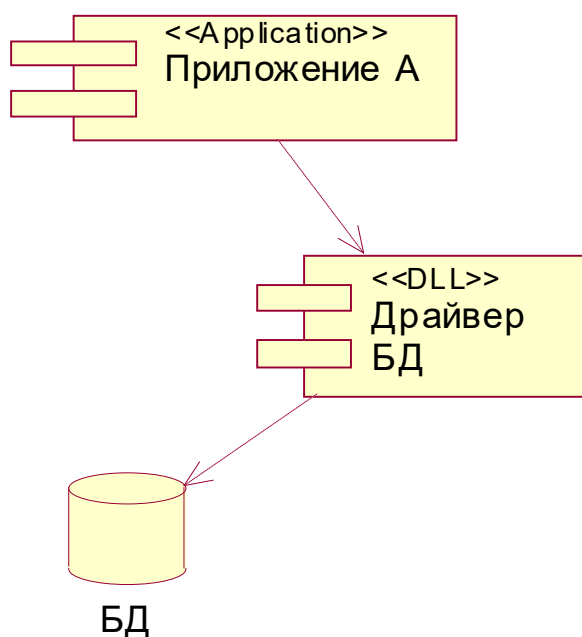 <<Application>>
Приложение А
<<DLL>>
Драйвер
БД
БД